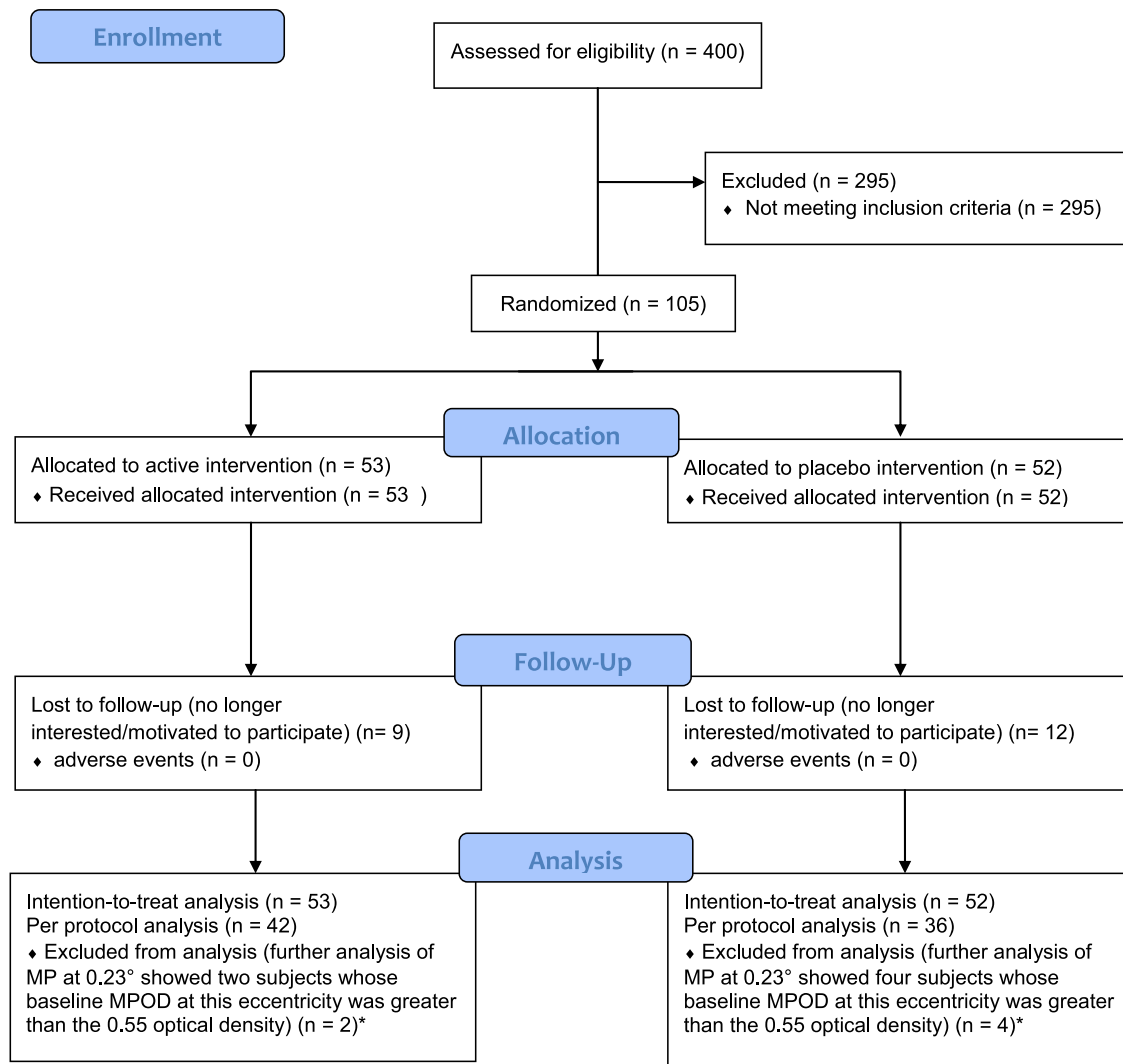 Enrollment
Assessed for eligibility (n = 400)
Excluded (n = 295)
♦ Not meeting inclusion criteria (n = 295)
Randomized (n = 105)
Allocation
Allocated to active intervention (n = 53)
♦ Received allocated intervention (n = 53 )
Allocated to placebo intervention (n = 52)
♦ Received allocated intervention (n = 52)
Follow-Up
Lost to follow-up (no longer
interested/motivated to participate) (n= 9)
♦ adverse events (n = 0)
Lost to follow-up (no longer
interested/motivated to participate) (n= 12)
♦ adverse events (n = 0)
Analysis
Intention-to-treat analysis (n = 53)
Per protocol analysis (n = 42)
♦ Excluded from analysis (further analysis of
MP at 0.23° showed two subjects whose
baseline MPOD at this eccentricity was greater
than the 0.55 optical density) (n = 2)*
Intention-to-treat analysis (n = 52)
Per protocol analysis (n = 36)
♦ Excluded from analysis (further analysis of
MP at 0.23° showed four subjects whose
baseline MPOD at this eccentricity was greater
than the 0.55 optical density) (n = 4)*